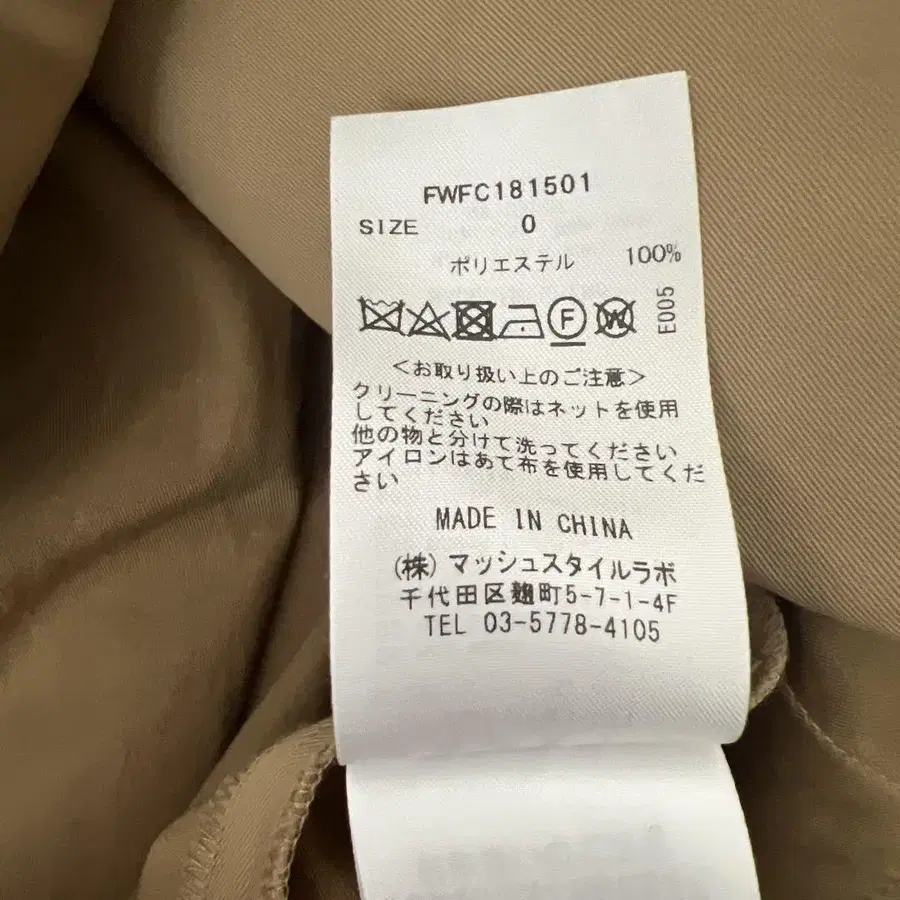 FWFC181501
SIZE 0
ポリエステル 100%
F W E005
<お取り扱い上のご注意>
クリーニングの際はネットを使用
してください
他の物と分けて洗ってください
アイロンはあて布を使用してくだ
さい
MADE IN CHINA
(株) マッシュスタイルラボ
千代田区麹町5-7-1-4F
TEL 03-5778-4105